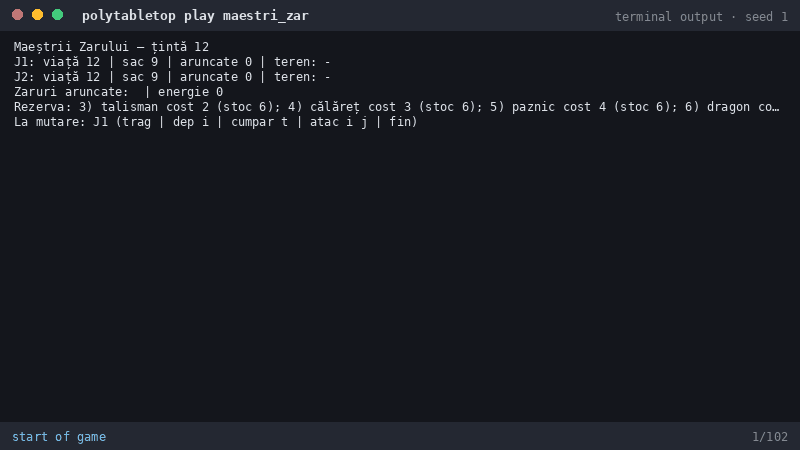 polytabletop play maestri_zar
terminal output · seed 1
Maeștrii Zarului — țintă 12
J1: viață 12 | sac 9 | aruncate 0 | teren: -
J2: viață 12 | sac 9 | aruncate 0 | teren: -
Zaruri aruncate:  | energie 0
Rezerva: 3) talisman cost 2 (stoc 6); 4) călăreț cost 3 (stoc 6); 5) paznic cost 4 (stoc 6); 6) dragon co…
La mutare: J1 (trag | dep i | cumpar t | atac i j | fin)
start of game
1/102